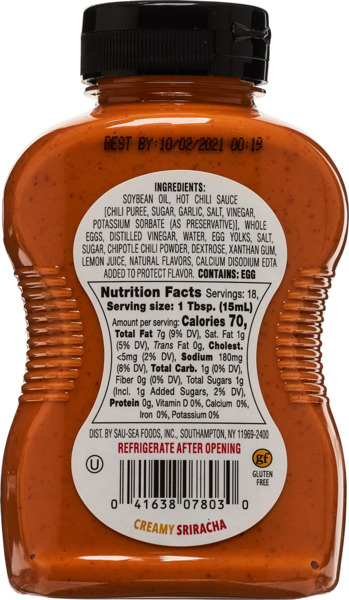 BEST BY:10/02/2021 00:19
INGREDIENTS:
SOYBEAN OIL, HOT CHILI SAUCE
[CHILI PUREE, SUGAR, GARLIC, SALT, VINEGAR,
POTASSIUM SORBATE (AS PRESERVATIVE)], WHOLE
EGGS, DISTILLED VINEGAR, WATER, EGG YOLKS, SALT,
SUGAR, CHIPOTLE CHILI POWDER, DEXTROSE, XANTHAN GUM,
LEMON JUICE, NATURAL FLAVORS, CALCIUM DISODIUM EDTA
ADDED TO PROTECT FLAVOR. CONTAINS: EGG
Nutrition Facts Servings: 18,
Serving size: 1 Tbsp. (15mL)
Amount per serving: Calories 70,
Total Fat 7g (9% DV), Sat. Fat 1g
(5% DV), Trans Fat 0g, Cholest.
<5mg (2% DV), Sodium 180mg
(8% DV), Total Carb. 1g (0% DV),
Fiber 0g (0% DV), Total Sugars 1g
(Incl. 1g Added Sugars, 2% DV),
Protein 0g, Vitamin D 0%, Calcium 0%,
Iron 0%, Potassium 0%
DIST. BY SAU-SEA FOODS, INC., SOUTHAMPTON, NY 11969-2400
REFRIGERATE AFTER OPENING
U
gf
GLUTEN
FREE
0 41638 07803 0
CREAMY SRIRACHA